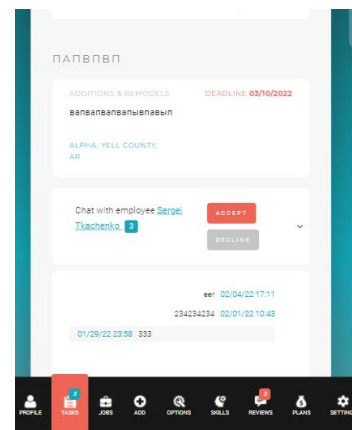 ПАПВПВП
ADDITIONS & REMODELS
DEADLINE 03/10/2022
вапвапвапвапывпавып
ALPHA, YELL COUNTY,
AR
Chat with employee Sergei
Tkachenko 3
ACCEPT
DECLINE
eer 02/04/22 17:11
234234234 02/01/22 10:43
01/29/22 23:58 333
PROFILE
TASKS
JOBS
ADD
OPTIONS
SKILLS
REVIEWS
PLANS
SETTING